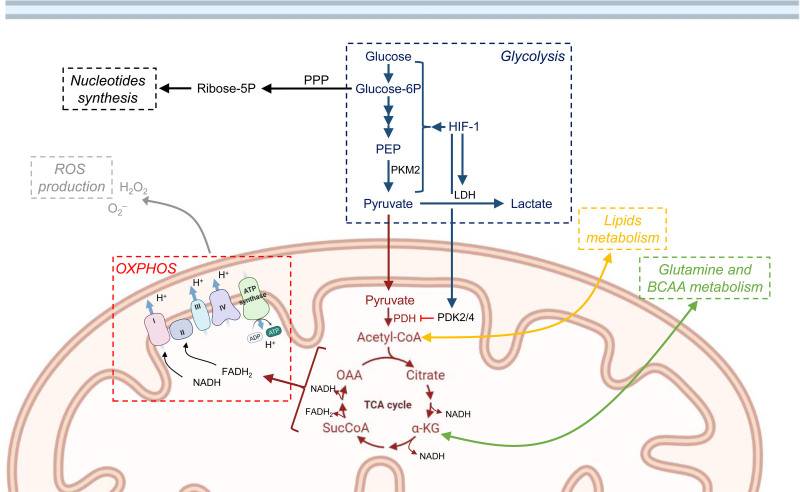 Glucose
Glycolysis
Nucleotides
synthesis
Ribose-5P
PPP
Glucose-6P
HIF-1
PEP
PKM2
LDH
Pyruvate
Lactate
ROS
production
H₂O₂
O₂⁻
Lipids
metabolism
Glutamine and
BCAA metabolism
OXPHOS
H⁺
H⁺
H⁺
I
II
III
IV
ATP
synthase
ADP
ATP
H⁺
NADH
FADH₂
Pyruvate
PDH
PDK2/4
Acetyl-CoA
OAA
Citrate
NADH
TCA cycle
NADH
FADH₂
SucCoA
α-KG
NADH